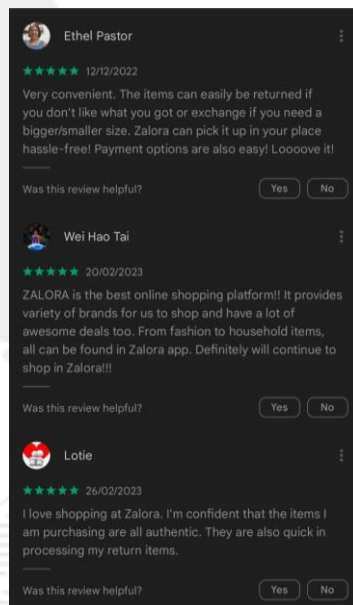 Ethel Pastor
12/12/2022
Very convenient. The items can easily be returned if
you don't like what you got or exchange if you need a
bigger/smaller size. Zalora can pick it up in your place
hassle-free! Payment options are also easy! Loooove it!
Was this review helpful?
Yes
No
Wei Hao Tai
20/02/2023
ZALORA is the best online shopping platform!! It provides
variety of brands for us to shop and have a lot of
awesome deals too. From fashion to household items,
all can be found in Zalora app. Definitely will continue to
shop in Zalora!!!
Was this review helpful?
Yes
No
Lotie
26/02/2023
I love shopping at Zalora. I'm confident that the items I
am purchasing are all authentic. They are also quick in
processing my return items.
Was this review helpful?
Yes
No